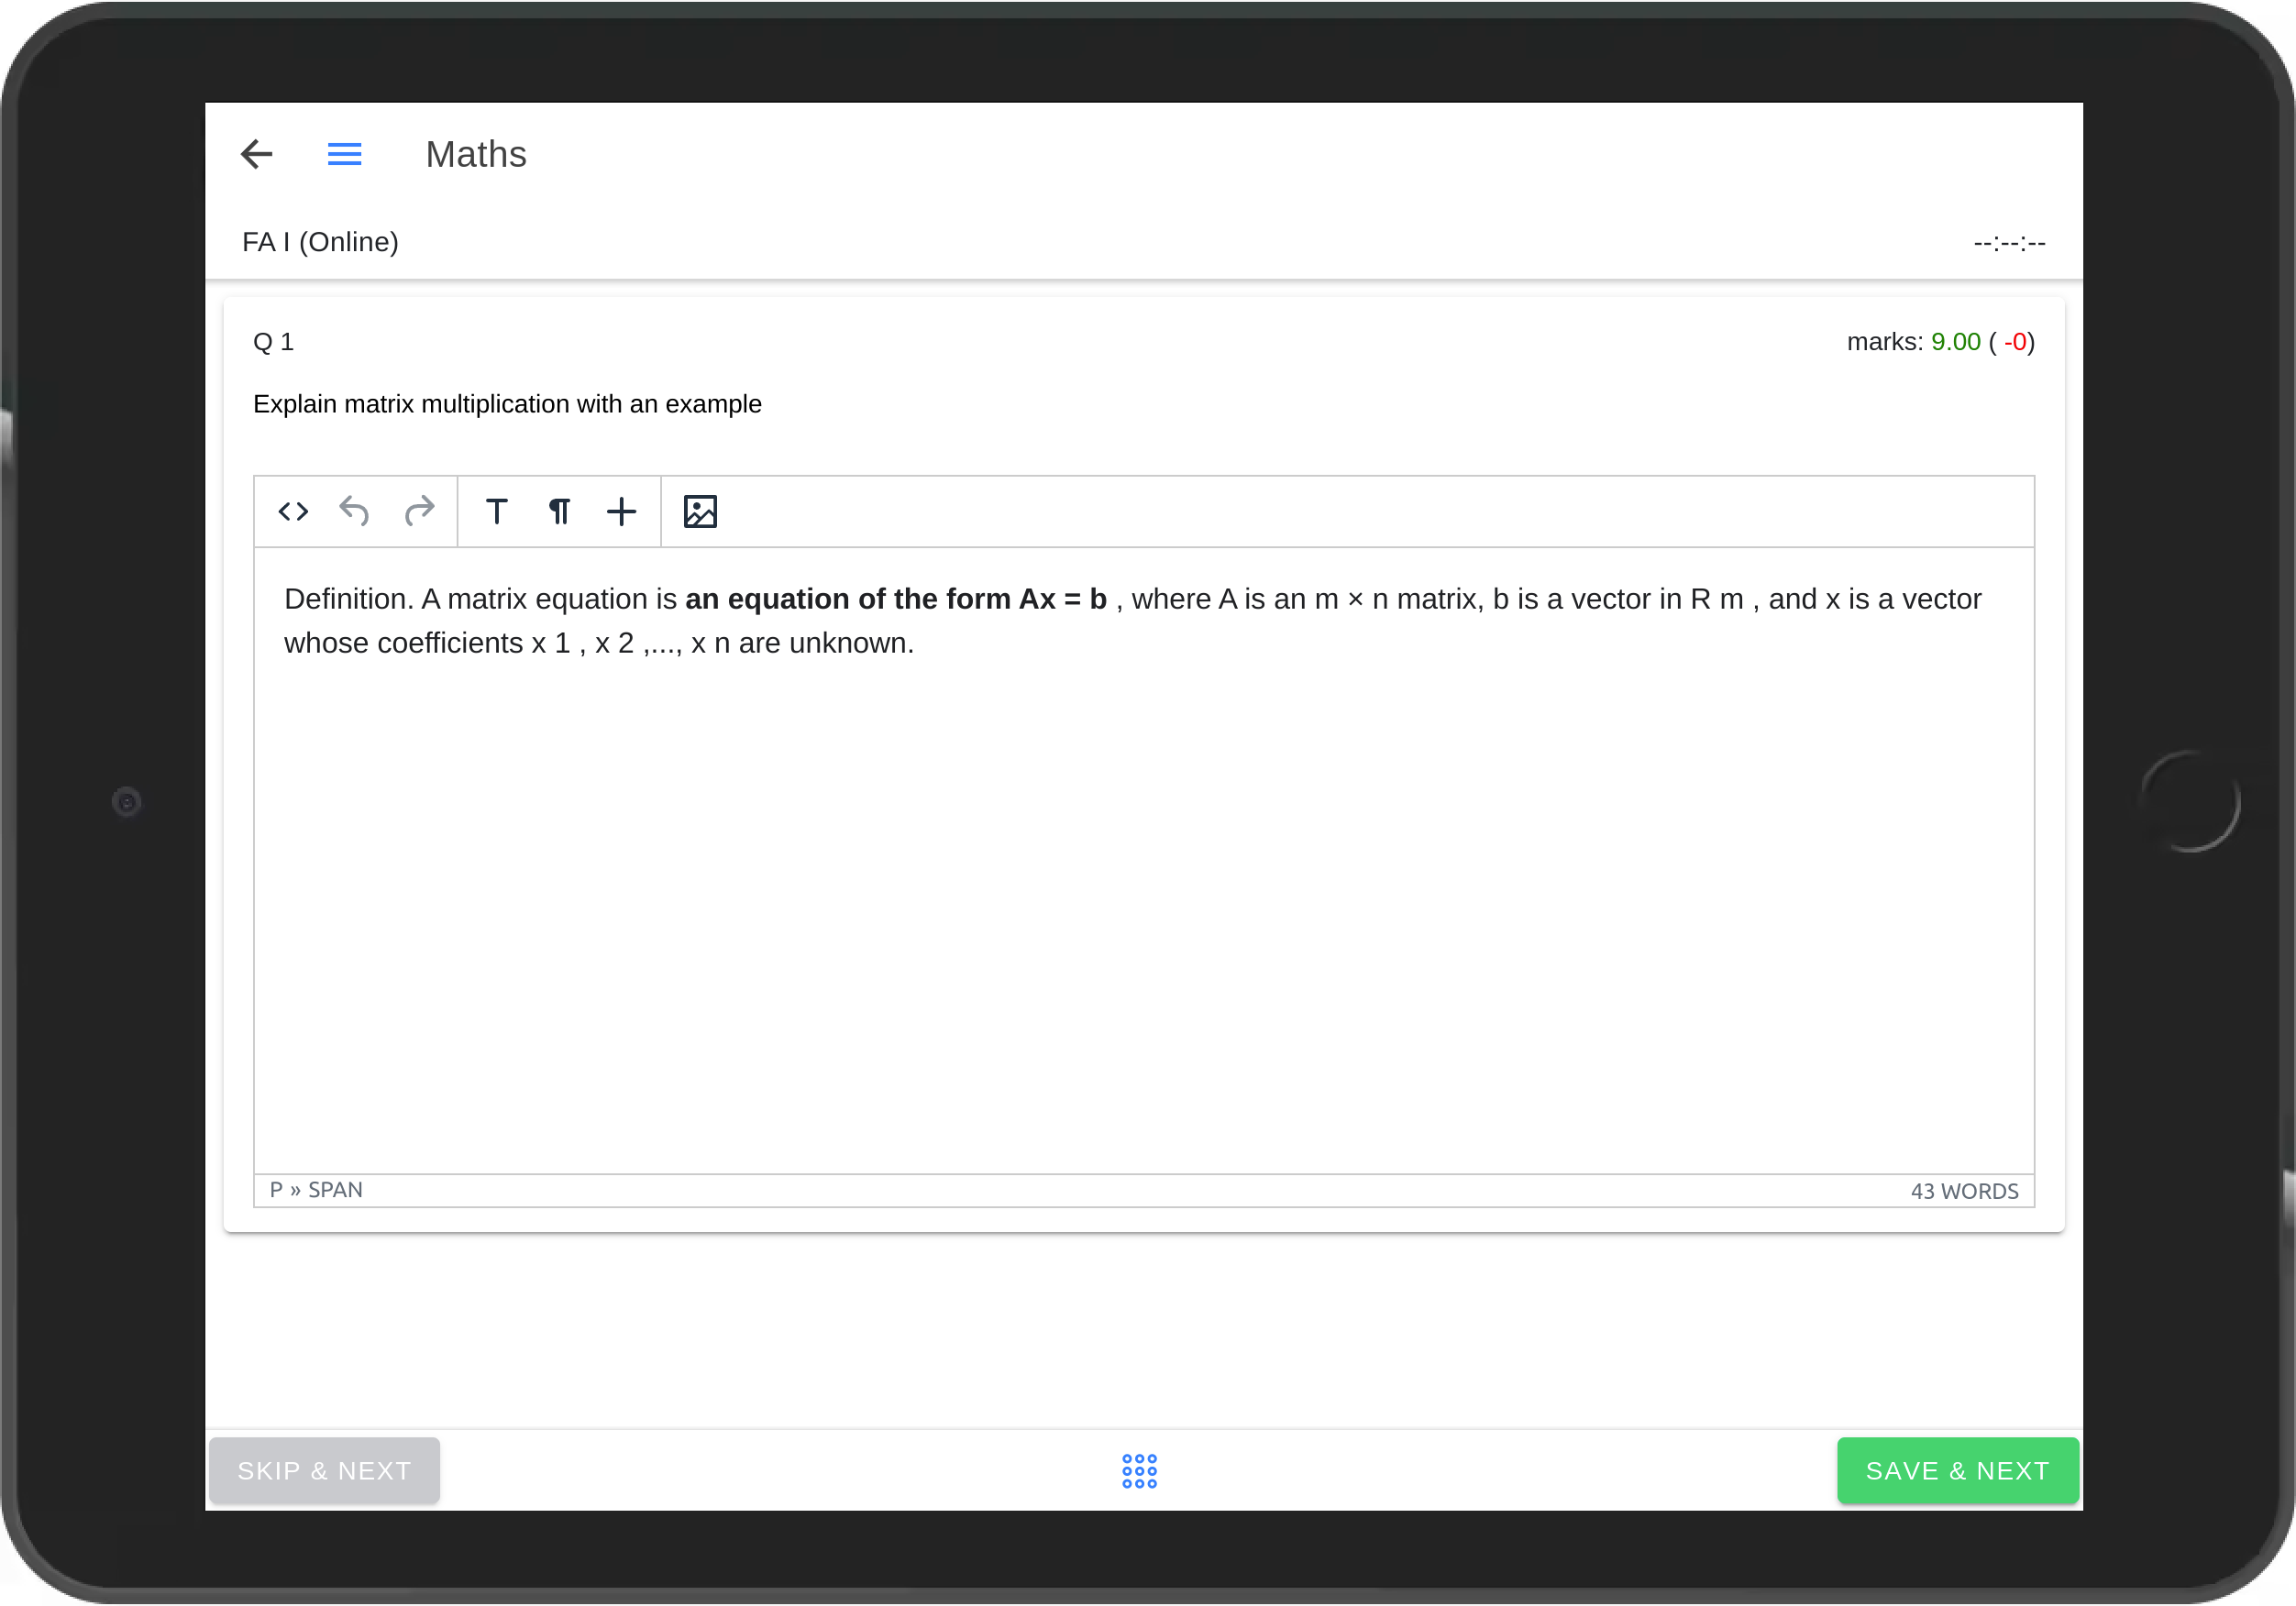 Maths
FA I (Online)
--:--:--
Q 1
marks: 9.00 ( -0)
Explain matrix multiplication with an example
Definition. A matrix equation is an equation of the form Ax = b , where A is an m × n matrix, b is a vector in R m , and x is a vector
whose coefficients x 1 , x 2 ,..., x n are unknown.
P » SPAN
43 WORDS
SKIP & NEXT
SAVE & NEXT